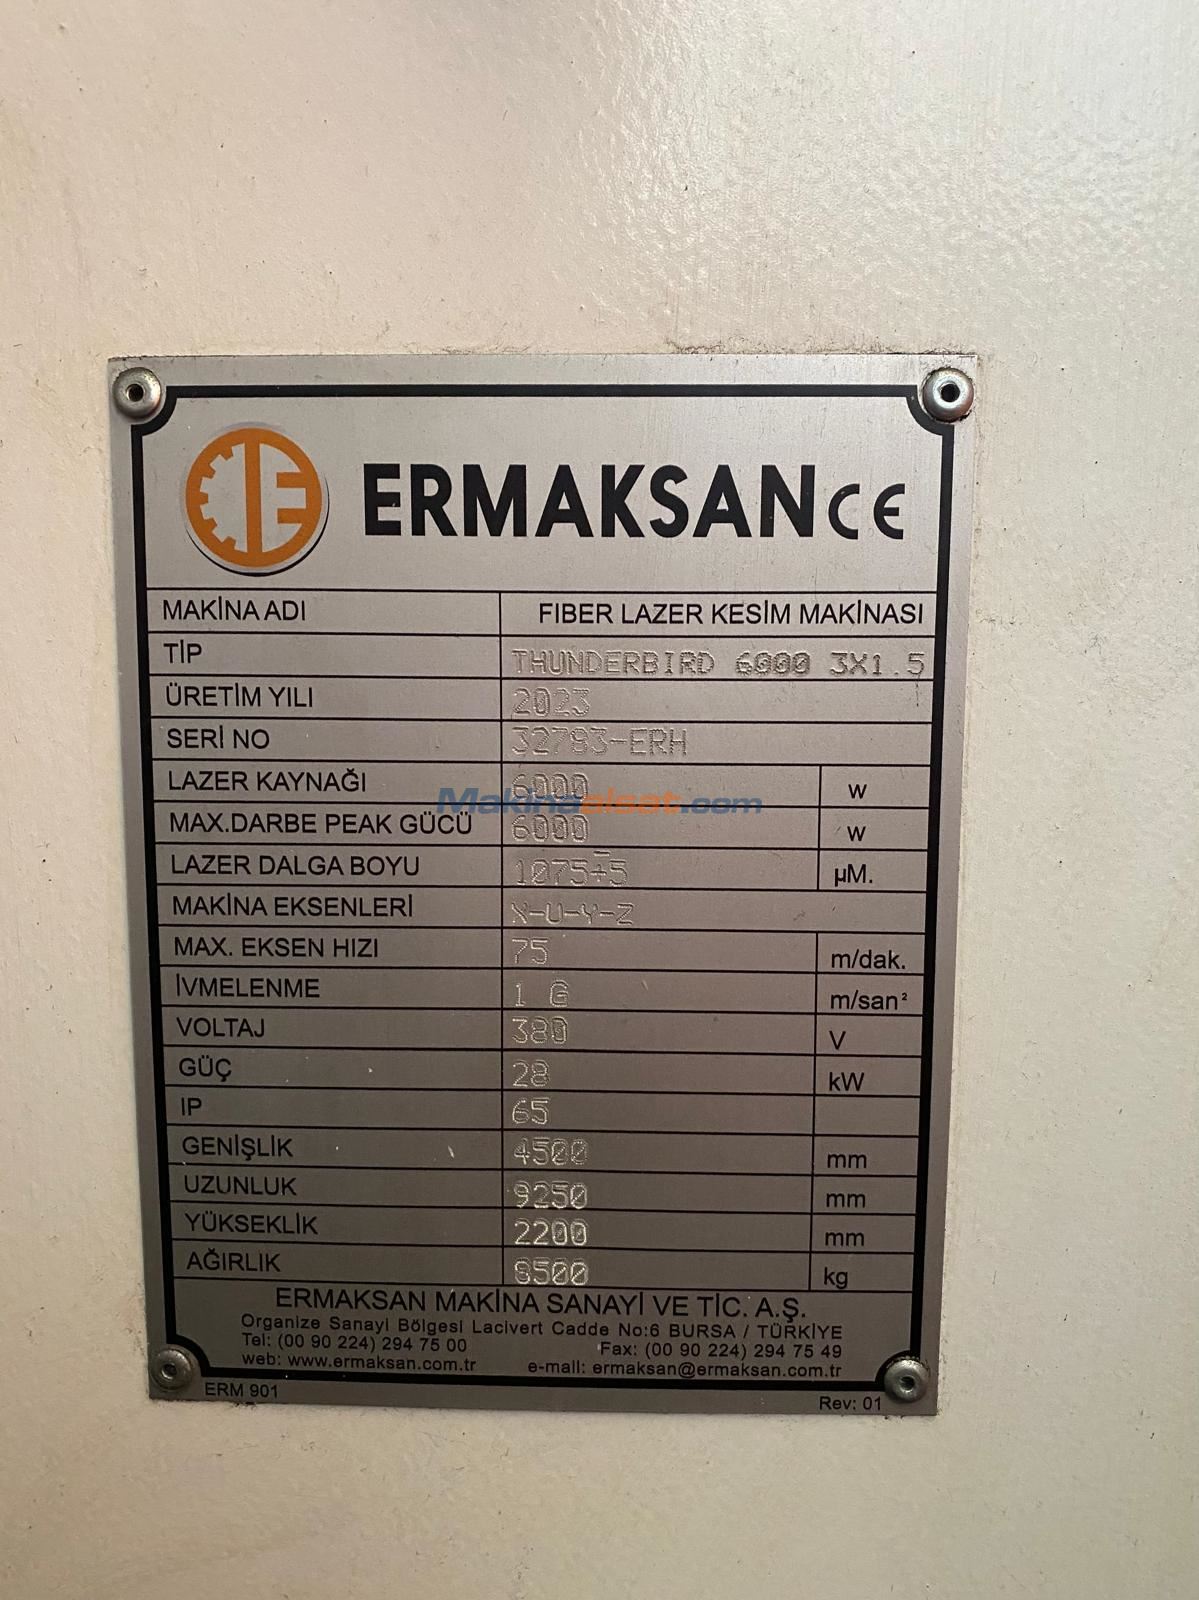 ERMAKSAN CE
MAKİNA ADI FIBER LAZER KESİM MAKİNASI
TİP THUNDERBIRD 6000 3X1.5
ÜRETİM YILI 2023
SERİ NO 32783-ERH
LAZER KAYNAĞI 6000 w
Makinaalsat.com
MAX.DARBE PEAK GÜCÜ 6000 w
LAZER DALGA BOYU 1075±5 µM.
MAKİNA EKSENLERİ X-U-Y-Z
MAX. EKSEN HIZI 75 m/dak.
İVMELENME 1 G m/san²
VOLTAJ 380 V
GÜÇ 28 kW
IP 65
GENİŞLİK 4500 mm
UZUNLUK 9250 mm
YÜKSEKLİK 2200 mm
AĞIRLIK 8500 kg
ERMAKSAN MAKİNA SANAYİ VE TİC. A.Ş.
Organize Sanayi Bölgesi Lacivert Cadde No:6 BURSA / TÜRKİYE
Tel: (00 90 224) 294 75 00 Fax: (00 90 224) 294 75 49
web: www.ermaksan.com.tr e-mail: ermaksan@ermaksan.com.tr
ERM 901 Rev: 01